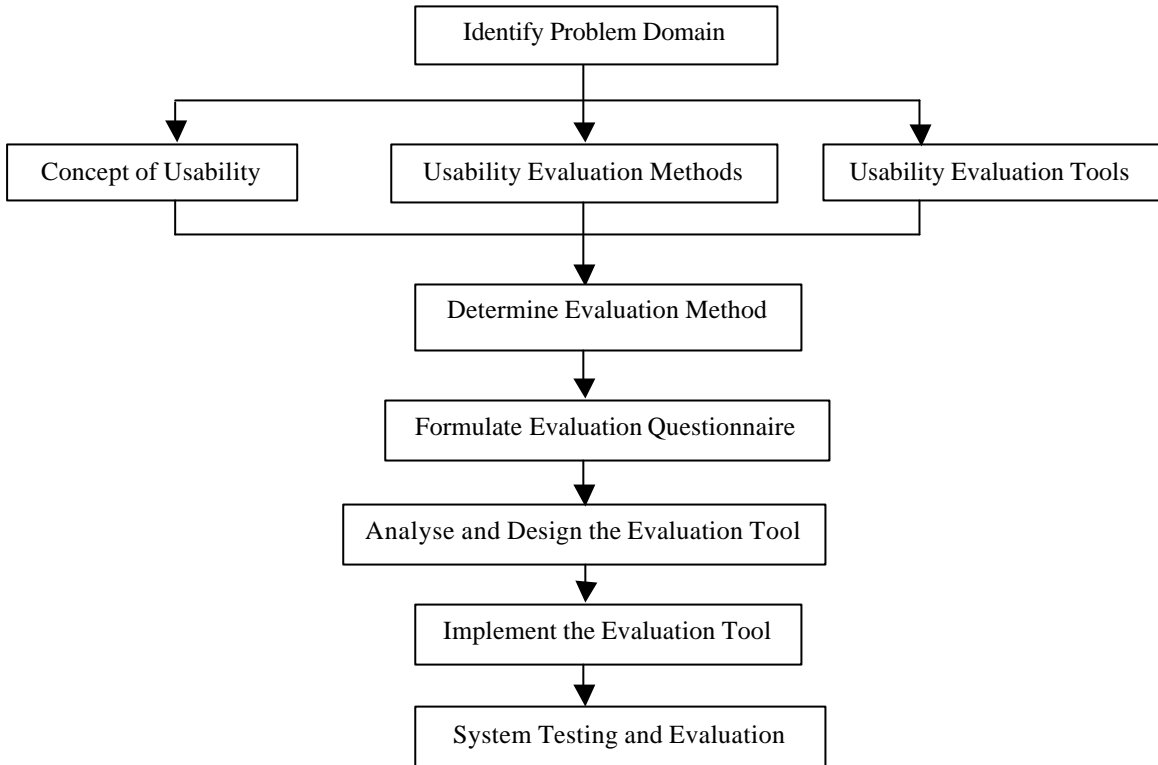 Identify Problem Domain
Concept of Usability
Usability Evaluation Methods
Usability Evaluation Tools
Determine Evaluation Method
Formulate Evaluation Questionnaire
Analyse and Design the Evaluation Tool
Implement the Evaluation Tool
System Testing and Evaluation